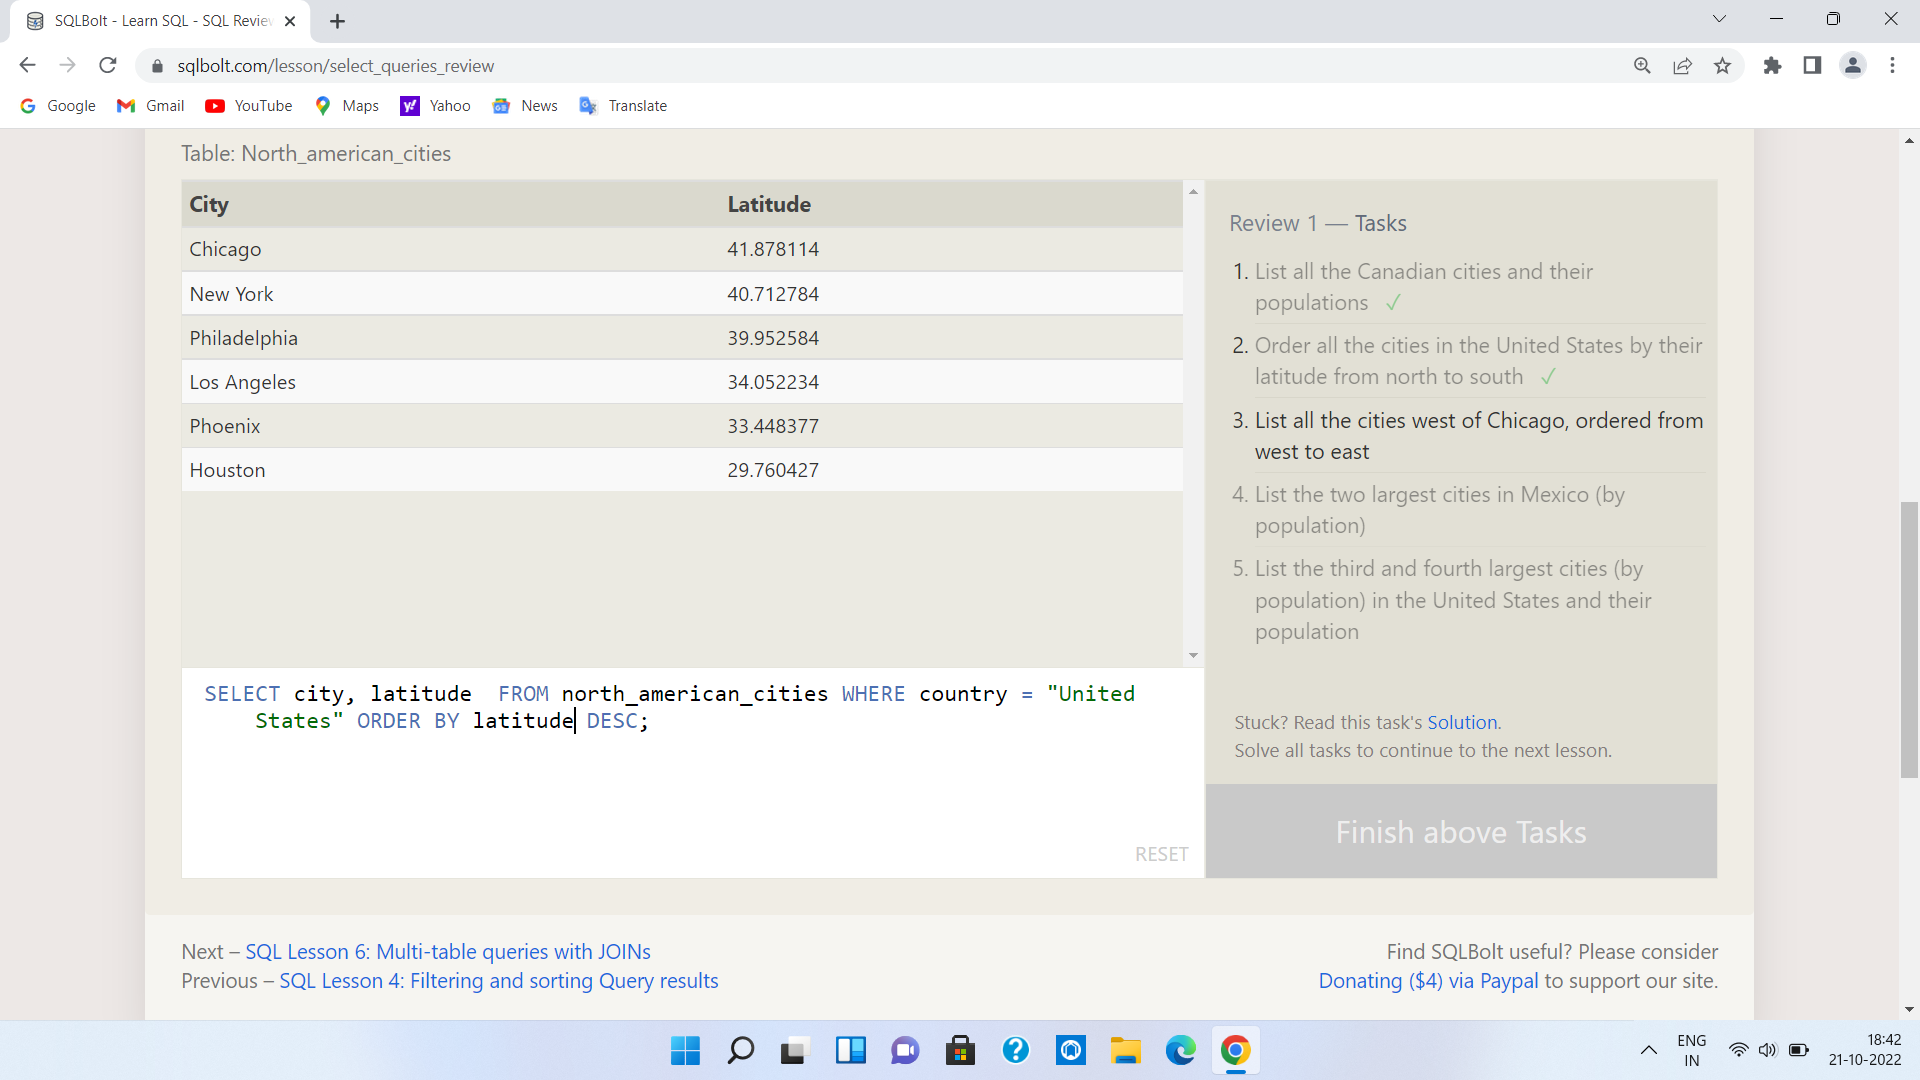 SQLBolt - Learn SQL - SQL Review
sqlbolt.com/lesson/select_queries_review
Google Gmail YouTube Maps Yahoo News Translate
Table: North_american_cities
City Latitude
Chicago 41.878114
New York 40.712784
Philadelphia 39.952584
Los Angeles 34.052234
Phoenix 33.448377
Houston 29.760427
SELECT city, latitude  FROM north_american_cities WHERE country = "United
States" ORDER BY latitude DESC;
RESET
Review 1 — Tasks
1. List all the Canadian cities and their
populations ✓
2. Order all the cities in the United States by their
latitude from north to south ✓
3. List all the cities west of Chicago, ordered from
west to east
4. List the two largest cities in Mexico (by
population)
5. List the third and fourth largest cities (by
population) in the United States and their
population
Stuck? Read this task's Solution.
Solve all tasks to continue to the next lesson.
Finish above Tasks
Next – SQL Lesson 6: Multi-table queries with JOINs
Previous – SQL Lesson 4: Filtering and sorting Query results
Find SQLBolt useful? Please consider
Donating ($4) via Paypal to support our site.
ENG
IN
18:42
21-10-2022